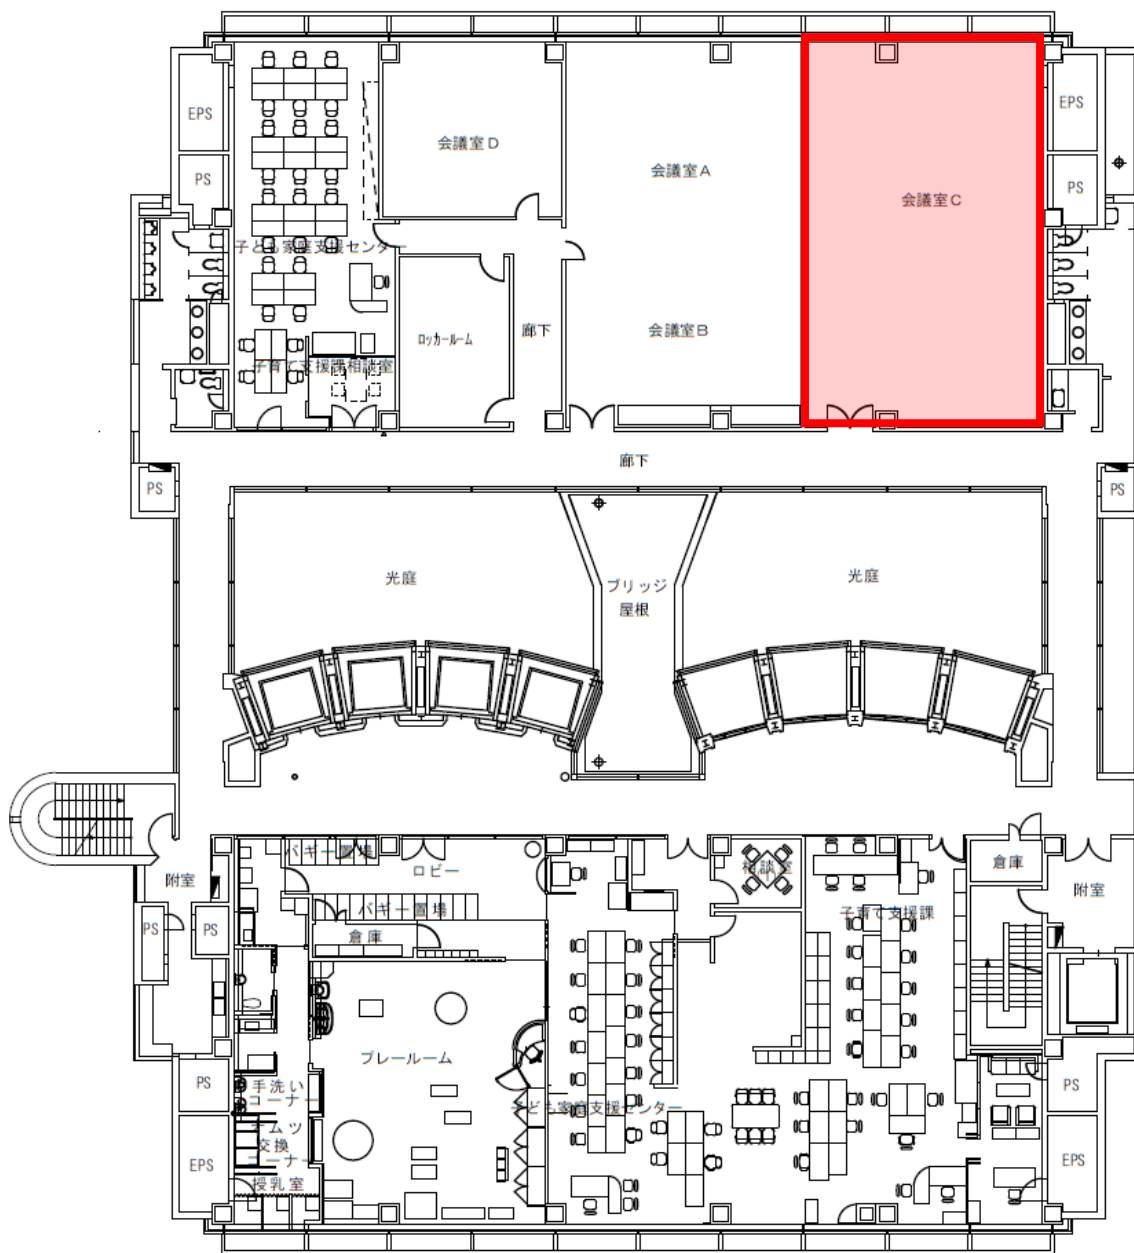 EPS
会議室D
会議室A
会議室C
EPS
PS
PS
子ども家庭支援センター
会議室B
廊下
ロッカールーム
子育て支援課相談室
廊下
PS
PS
光庭
光庭
ブリッジ
屋根
バギー置場
ロビー
相談室
倉庫
附室
附室
バギー置場
子育て支援課
倉庫
PS
PS
プレールーム
PS
手洗い
コーナー
PS
子ども家庭支援センター
オムツ
交換
コーナー
EPS
EPS
授乳室